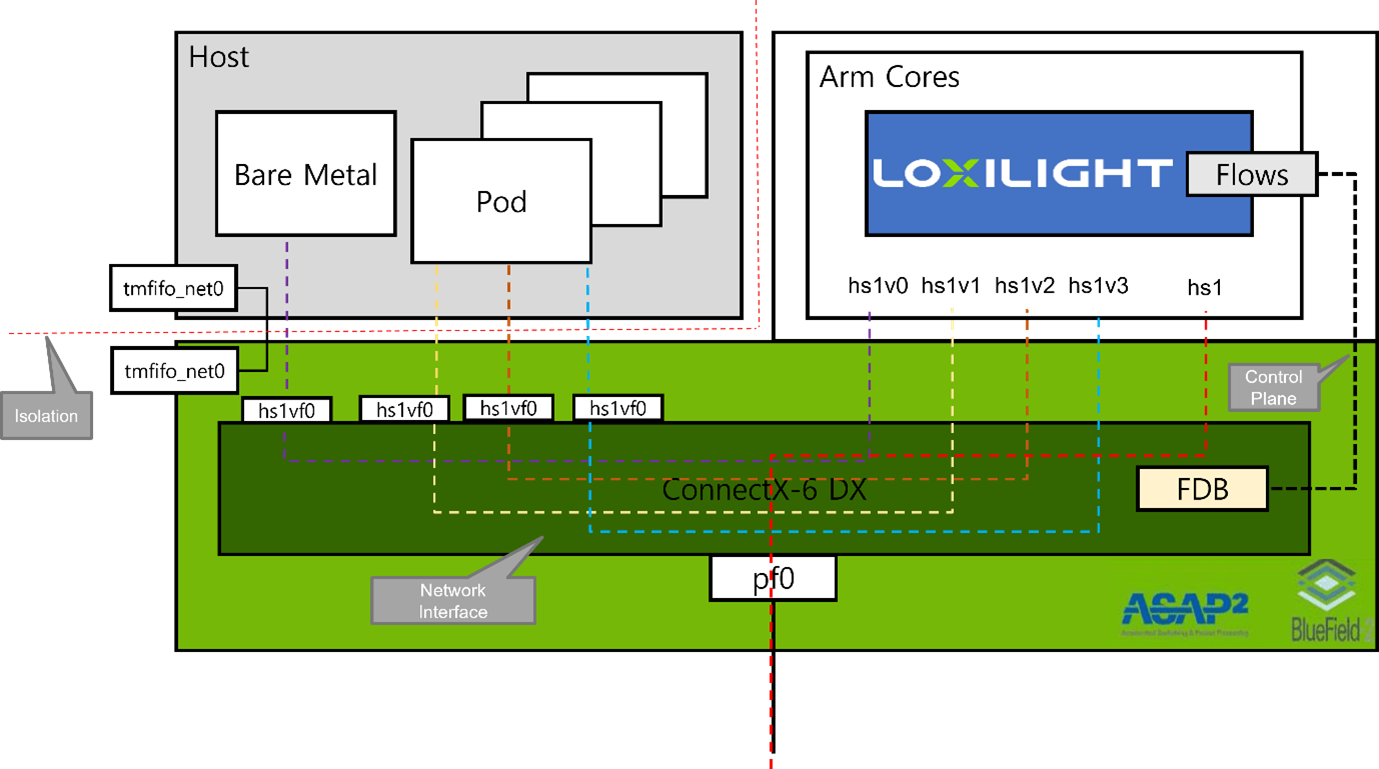 Host
Bare Metal
Pod
tmfifo_net0
tmfifo_net0
Isolation
Arm Cores
LOXILIGHT
Flows
hs1v0 hs1v1 hs1v2 hs1v3 hs1
Control
Plane
hs1vf0 hs1vf0 hs1vf0 hs1vf0
ConnectX-6 DX
FDB
Network
Interface
pf0
ASAP2
Accelerated Switching & Packet Processing
BlueField-2